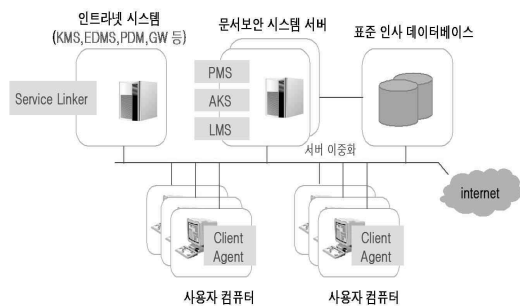 인트라넷 시스템
(KMS,EDMS,PDM,GW 등)
Service Linker
문서보안 시스템 서버
PMS
AKS
LMS
표준 인사 데이터베이스
서버 이중화
internet
Client
Agent
사용자 컴퓨터
Client
Agent
사용자 컴퓨터